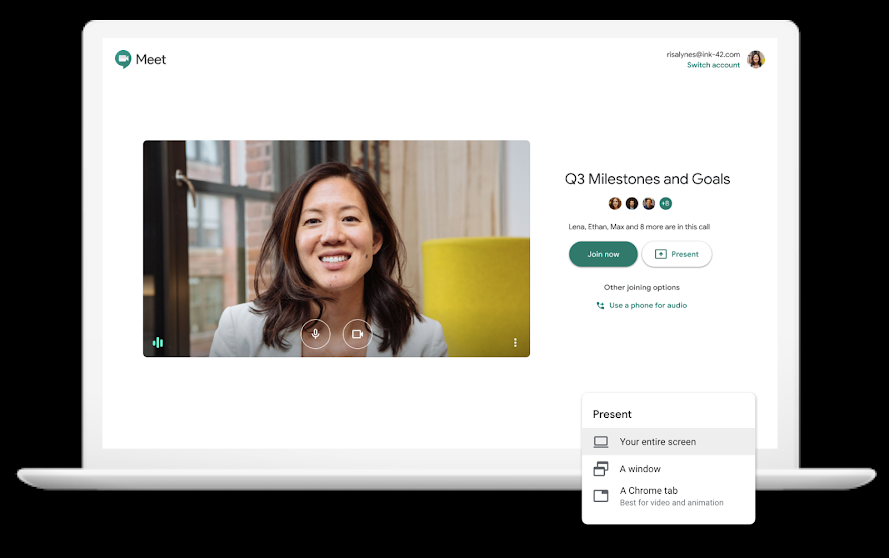 Meet
risalynes@ink-42.com
Switch account
Q3 Milestones and Goals
+8
Lena, Ethan, Max and 8 more are in this call
Join now
Present
Other joining options
Use a phone for audio
Present
Your entire screen
A window
A Chrome tab
Best for video and animation